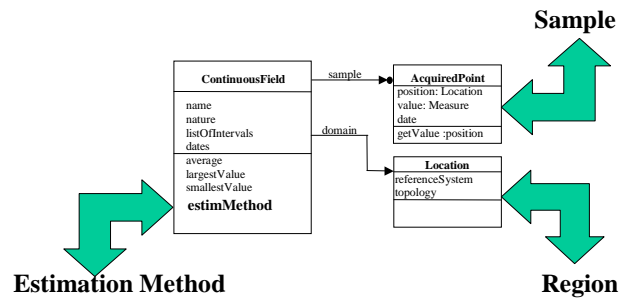 Sample
ContinuousField
name
nature
listOfIntervals
dates
average
largestValue
smallestValue
estimMethod
sample
domain
AcquiredPoint
position: Location
value: Measure
date
getValue :position
Location
referenceSystem
topology
Estimation Method
Region